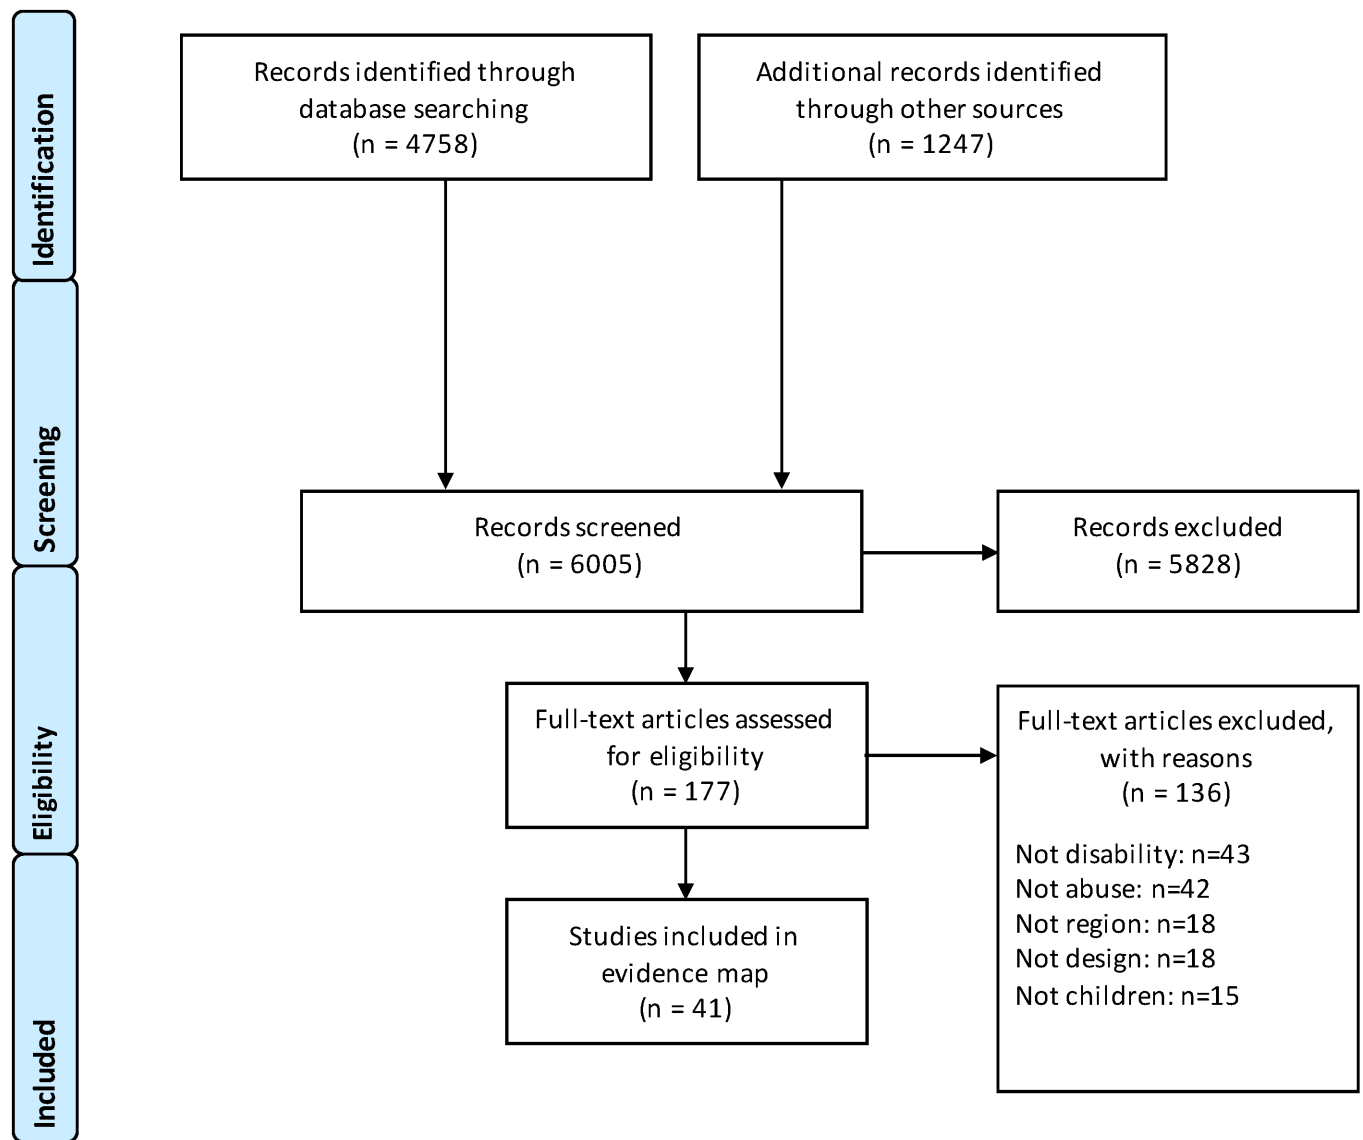 Identification
Records identified through
database searching
(n = 4758)
Additional records identified
through other sources
(n = 1247)
Screening
Records screened
(n = 6005)
Records excluded
(n = 5828)
Eligibility
Full-text articles assessed
for eligibility
(n = 177)
Full-text articles excluded,
with reasons
(n = 136)
Not disability: n=43
Not abuse: n=42
Not region: n=18
Not design: n=18
Not children: n=15
Included
Studies included in
evidence map
(n = 41)